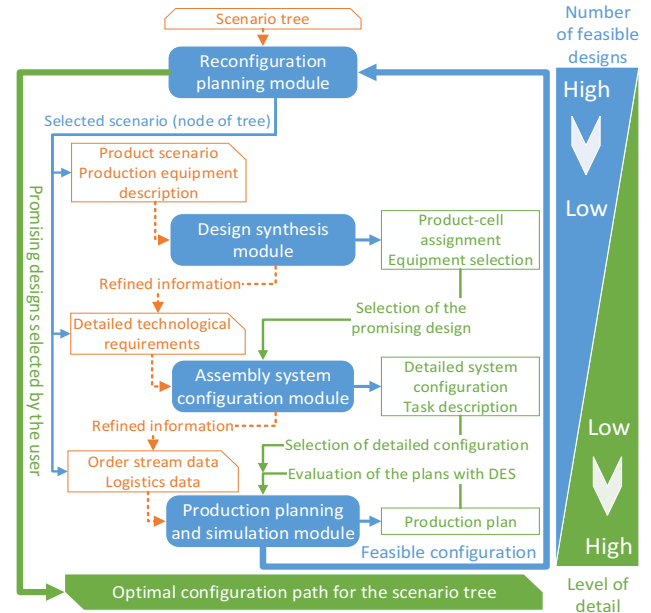 Scenario tree
Number
of feasible
designs
Reconfiguration
planning module
High
Selected scenario (node of tree)
Product scenario
Production equipment
description
Low
Design synthesis
module
Product-cell
assignment
Equipment selection
Promising designs selected by the user
Refined information
Selection of the
promising design
Detailed technological
requirements
Assembly system
configuration module
Detailed system
configuration
Task description
Refined information
Low
Selection of detailed configuration
Order stream data
Logistics data
Evaluation of the plans with DES
Production planning
and simulation module
Production plan
High
Feasible configuration
Optimal configuration path for the scenario tree
Level of
detail